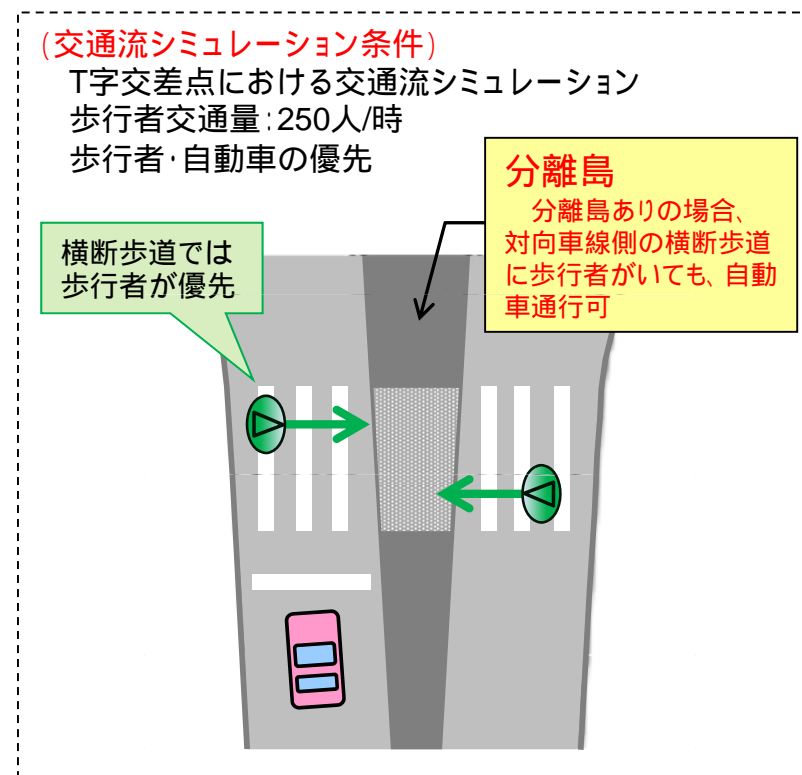 (交通流シミュレーション条件)
T字交差点における交通流シミュレーション
歩行者交通量:250人/時
歩行者・自動車の優先
分離島
分離島ありの場合、
対向車線側の横断歩道
に歩行者がいても、自動
車通行可
横断歩道では
歩行者が優先